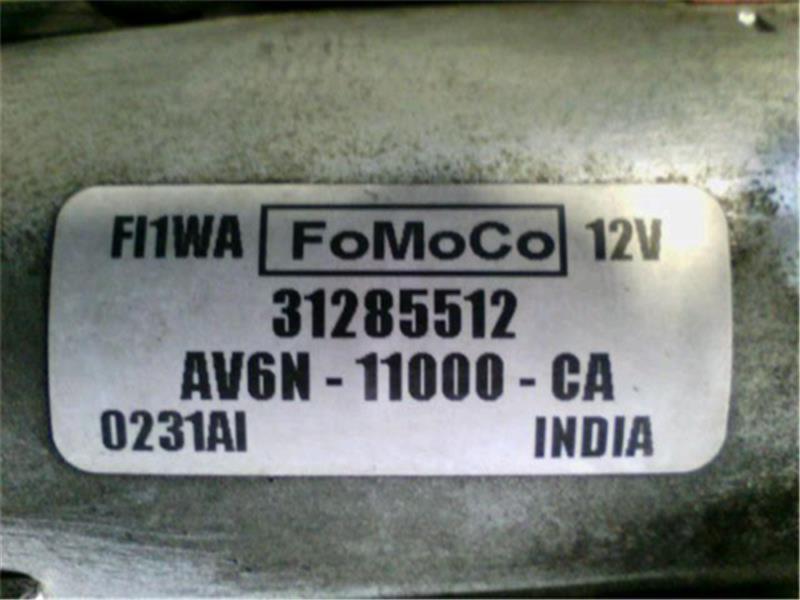 FI1WA FoMoCo 12V
31285512
AV6N - 11000 - CA
0231AI INDIA